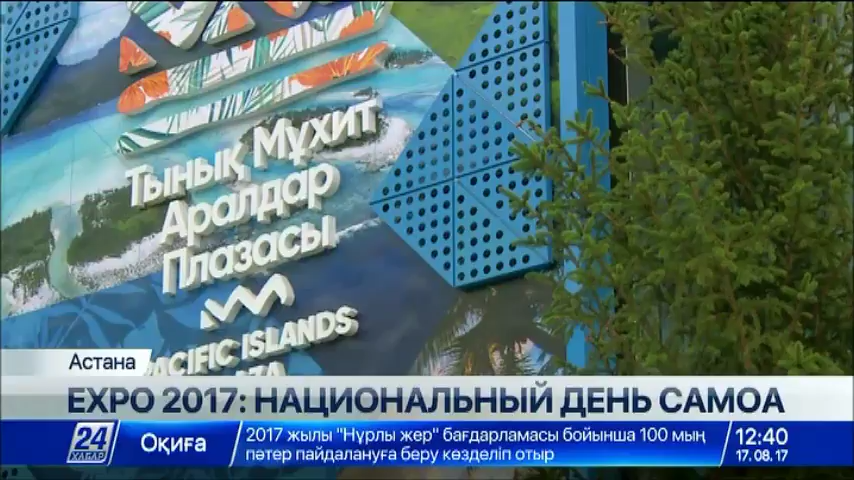 Тынық Мұхит
Аралдар
Плазасы
PACIFIC ISLANDS
Астана
EXPO 2017: НАЦИОНАЛЬНЫЙ ДЕНЬ САМОА
24
ХАБАР
Оқиға
2017 жылы "Нұрлы жер" бағдарламасы бойынша 100 мың
пәтер пайдалануға беру көзделіп отыр
12:40
17.08.17